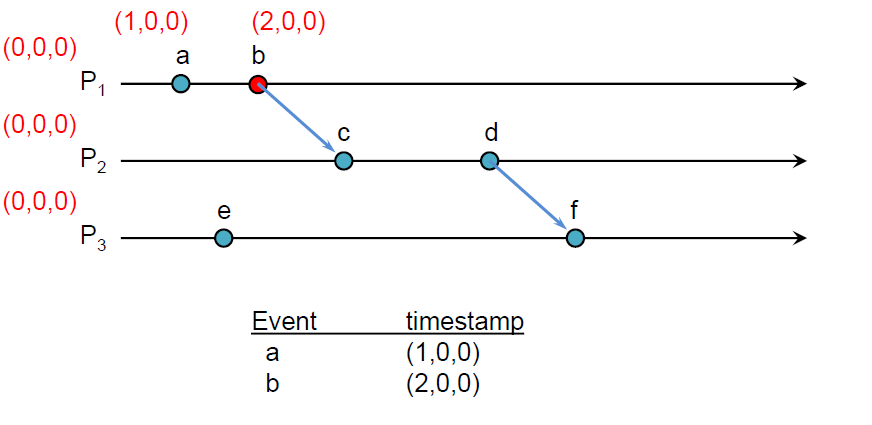 (1,0,0) (2,0,0)
(0,0,0) a b
P1
(0,0,0) c d
P2
(0,0,0) e f
P3
Event timestamp
a (1,0,0)
b (2,0,0)